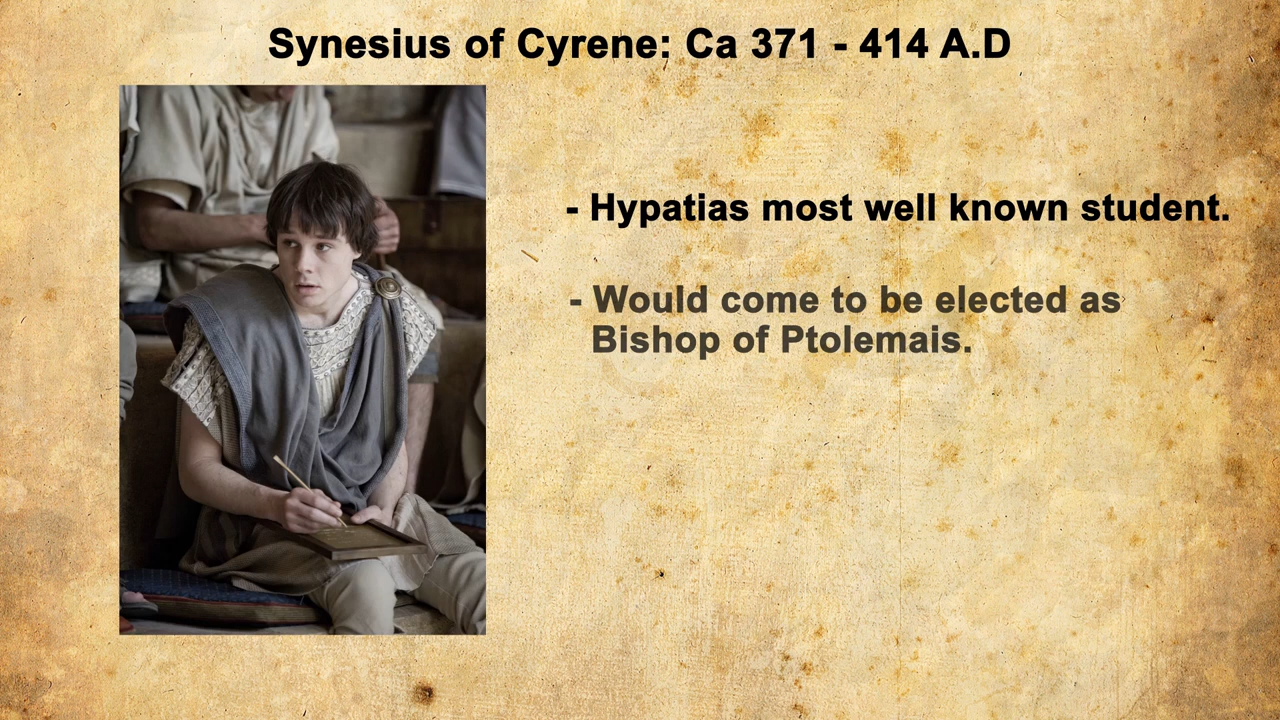 Synesius of Cyrene: Ca 371 - 414 A.D
- Hypatias most well known student.
- Would come to be elected as
Bishop of Ptolemais.